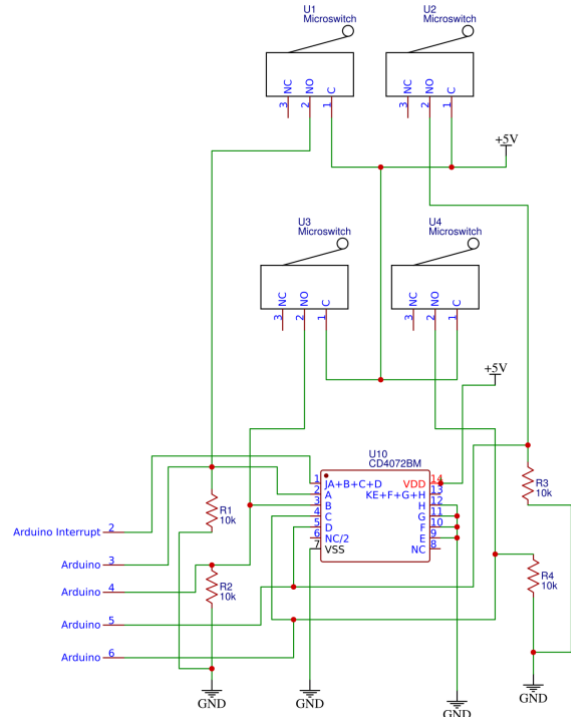 U1
Microswitch
U2
Microswitch
NC
NO
C
3
2
1
NC
NO
C
3
2
1
+5V
U3
Microswitch
U4
Microswitch
NC
NO
C
3
2
1
NC
NO
C
3
2
1
+5V
U10
CD4072BM
1
JA+B+C+D
VDD
14
2
A
KE+F+G+H
13
3
B
H
12
4
C
G
11
5
D
F
10
6
NC/2
E
9
7
VSS
NC
8
R1
10k
R3
10k
Arduino Interrupt
2
Arduino
3
Arduino
4
R2
10k
R4
10k
Arduino
5
Arduino
6
GND
GND
GND
GND